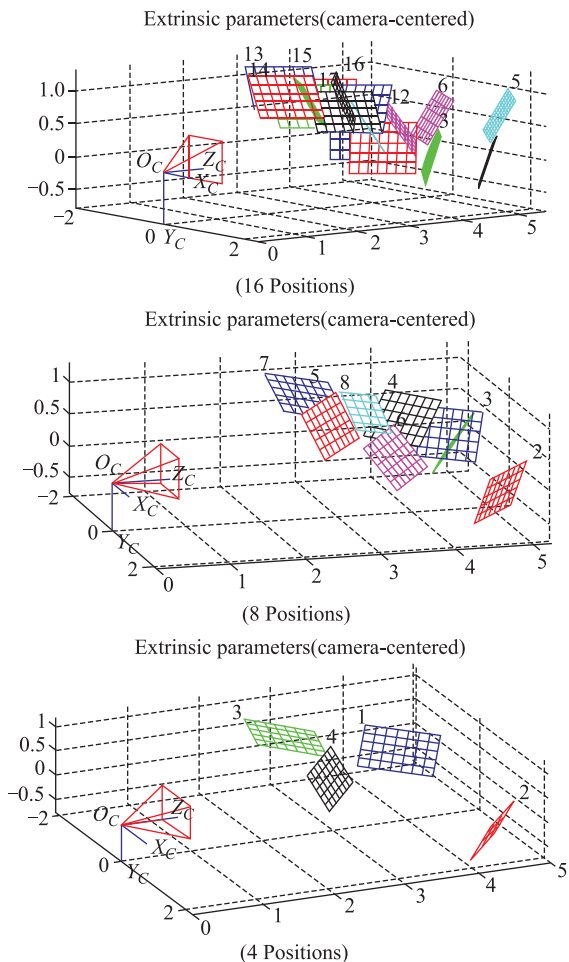 Extrinsic parameters(camera-centered)
13 15 16
14 17 12 6 5
3
1.0
0.5
0
−0.5
−2
0
2
O_C
Z_C
X_C
Y_C
0 1 2 3 4 5
(16 Positions)
Extrinsic parameters(camera-centered)
7 5 8 4 3
6 2
1
0.5
0
−0.5
−2
0
2
O_C
Z_C
X_C
Y_C
0 1 2 3 4 5
(8 Positions)
Extrinsic parameters(camera-centered)
3 4 1 2
1
0.5
0
−0.5
−2
0
2
O_C
Z_C
X_C
Y_C
0 1 2 3 4 5
(4 Positions)